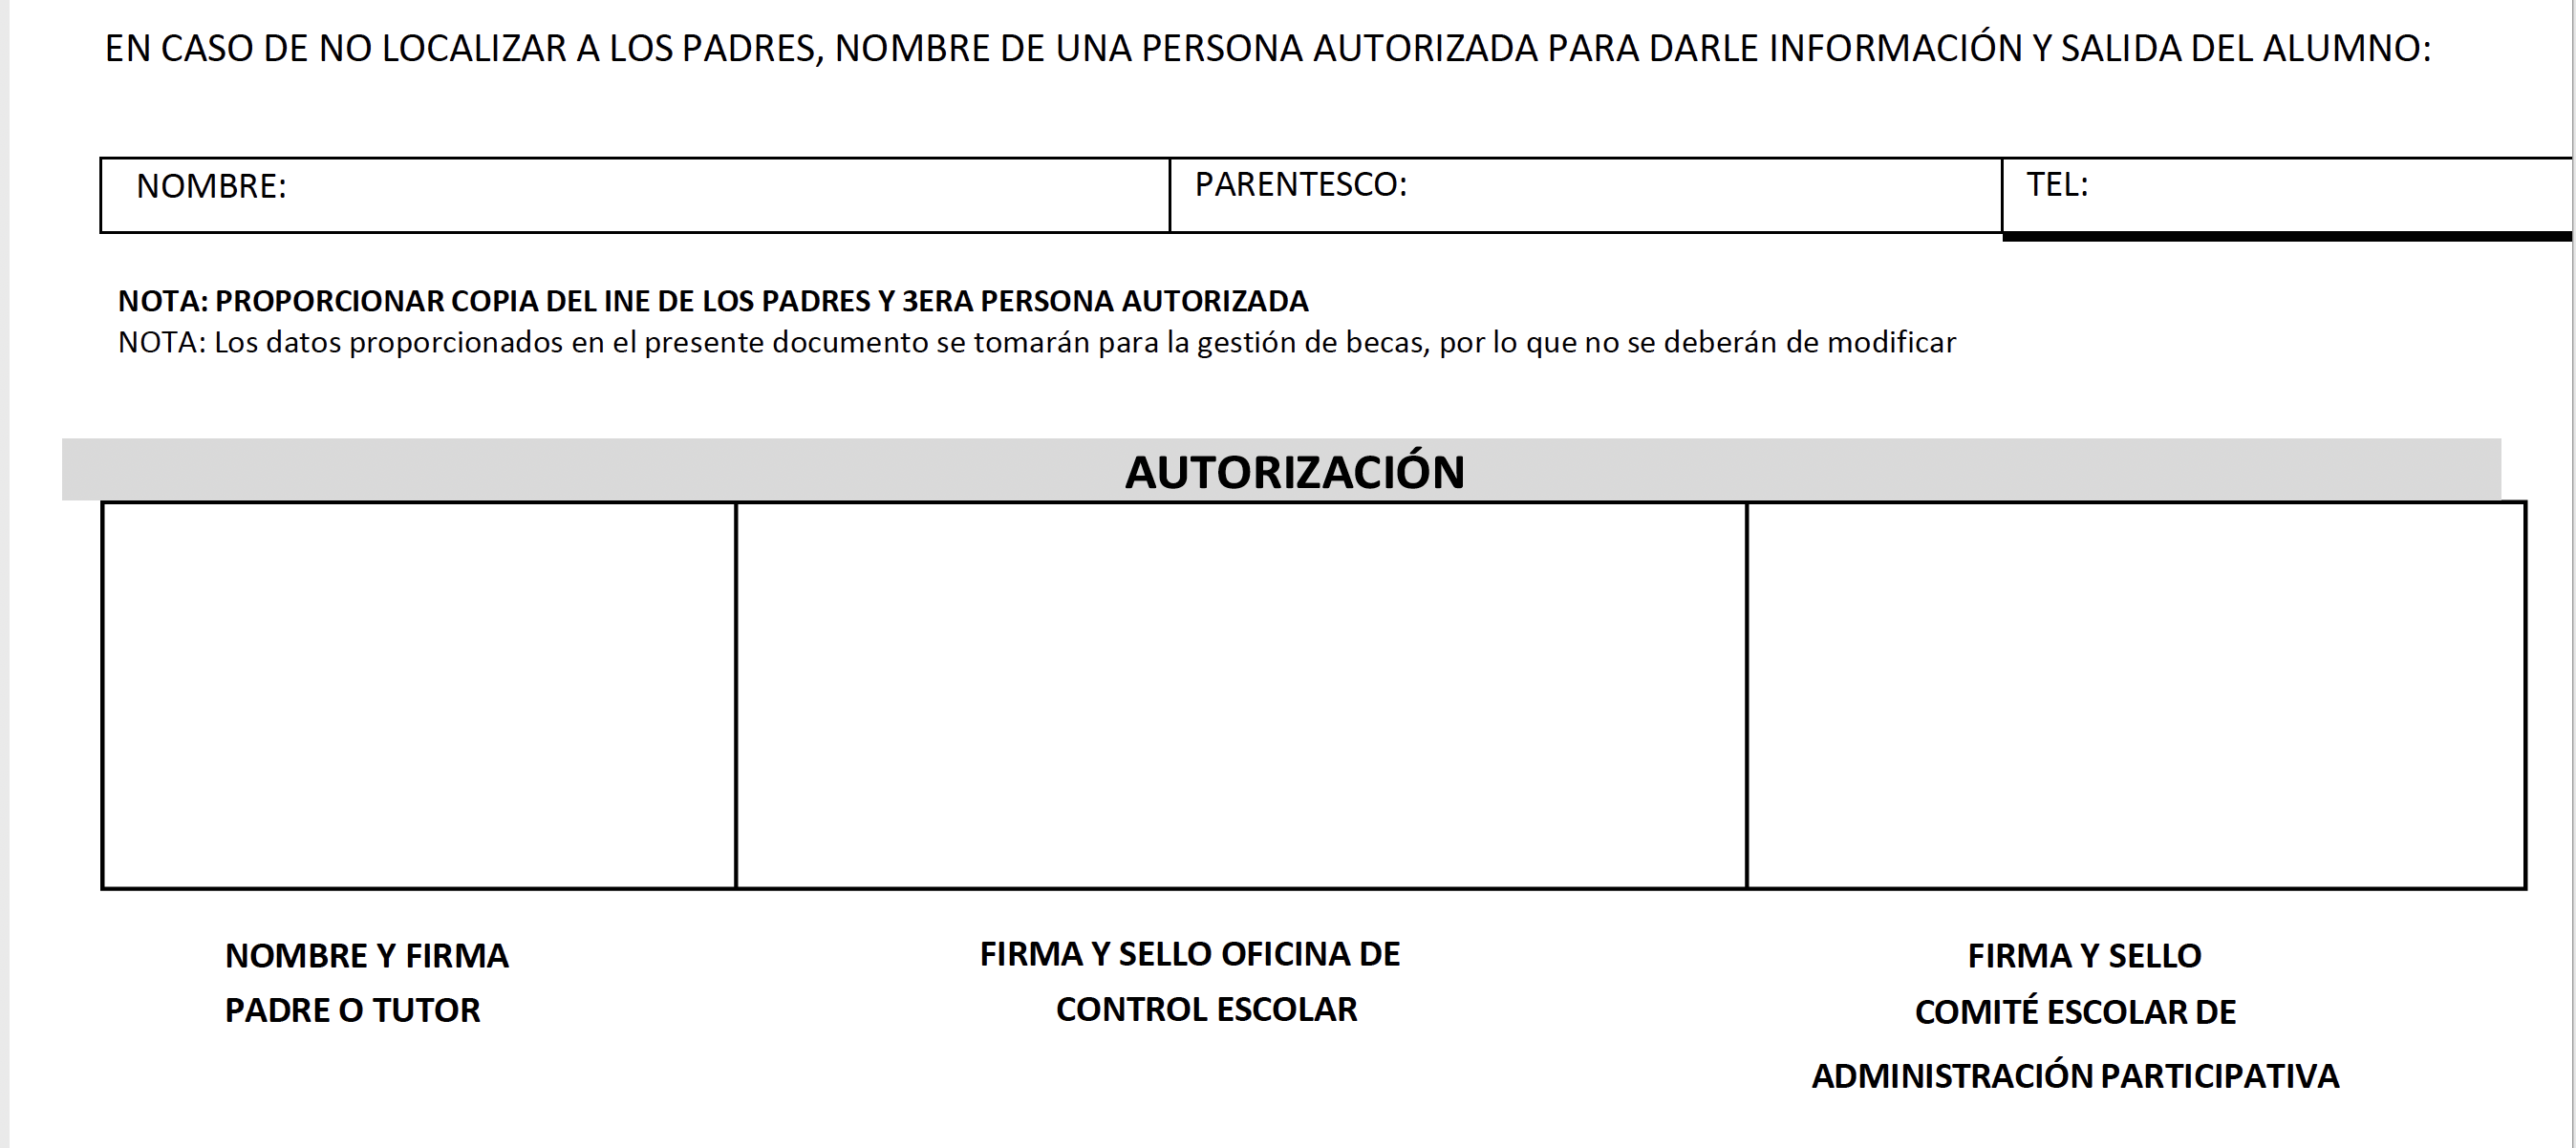 EN CASO DE NO LOCALIZAR A LOS PADRES, NOMBRE DE UNA PERSONA AUTORIZADA PARA DARLE INFORMACIÓN Y SALIDA DEL ALUMNO:
NOMBRE: PARENTESCO: TEL:
NOTA: PROPORCIONAR COPIA DEL INE DE LOS PADRES Y 3ERA PERSONA AUTORIZADA
NOTA: Los datos proporcionados en el presente documento se tomarán para la gestión de becas, por lo que no se deberán de modificar
AUTORIZACIÓN
NOMBRE Y FIRMA
PADRE O TUTOR
FIRMA Y SELLO OFICINA DE
CONTROL ESCOLAR
FIRMA Y SELLO
COMITÉ ESCOLAR DE
ADMINISTRACIÓN PARTICIPATIVA